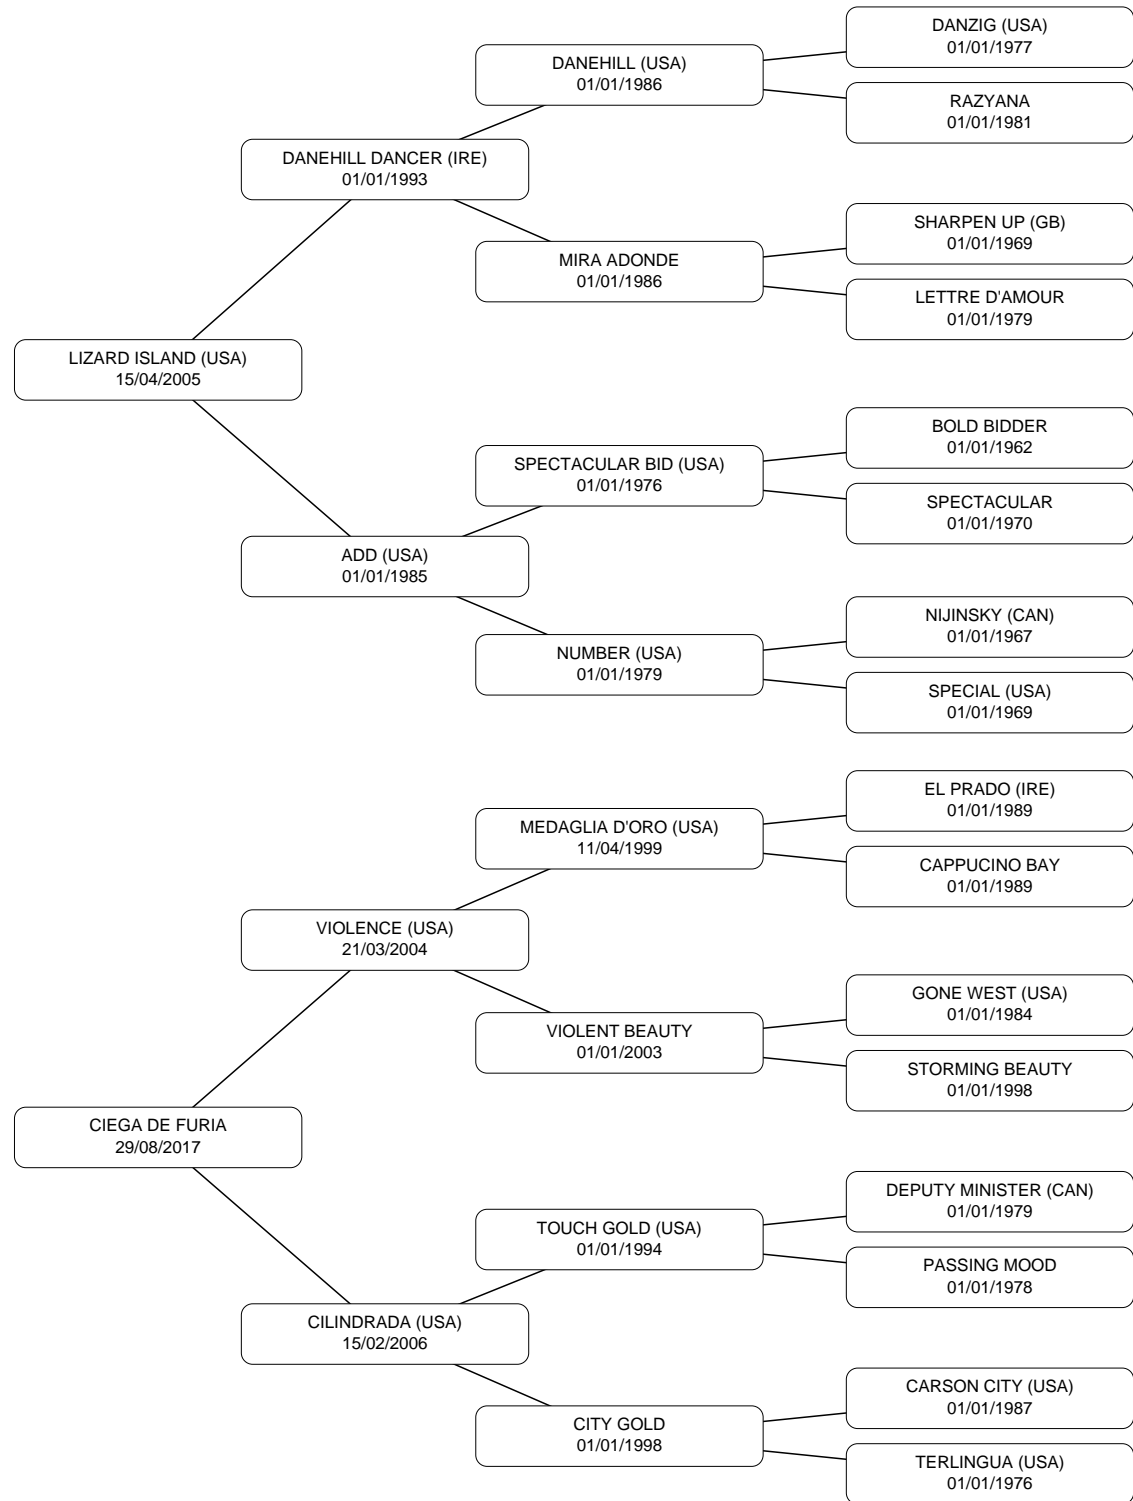 DANZIG (USA)
01/01/1977
DANEHILL (USA)
01/01/1986
RAZYANA
01/01/1981
DANEHILL DANCER (IRE)
01/01/1993
SHARPEN UP (GB)
01/01/1969
MIRA ADONDE
01/01/1986
LETTRE D'AMOUR
01/01/1979
LIZARD ISLAND (USA)
15/04/2005
BOLD BIDDER
01/01/1962
SPECTACULAR BID (USA)
01/01/1976
SPECTACULAR
01/01/1970
ADD (USA)
01/01/1985
NIJINSKY (CAN)
01/01/1967
NUMBER (USA)
01/01/1979
SPECIAL (USA)
01/01/1969
EL PRADO (IRE)
01/01/1989
MEDAGLIA D'ORO (USA)
11/04/1999
CAPPUCINO BAY
01/01/1989
VIOLENCE (USA)
21/03/2004
GONE WEST (USA)
01/01/1984
VIOLENT BEAUTY
01/01/2003
STORMING BEAUTY
01/01/1998
CIEGA DE FURIA
29/08/2017
DEPUTY MINISTER (CAN)
01/01/1979
TOUCH GOLD (USA)
01/01/1994
PASSING MOOD
01/01/1978
CILINDRADA (USA)
15/02/2006
CARSON CITY (USA)
01/01/1987
CITY GOLD
01/01/1998
TERLINGUA (USA)
01/01/1976